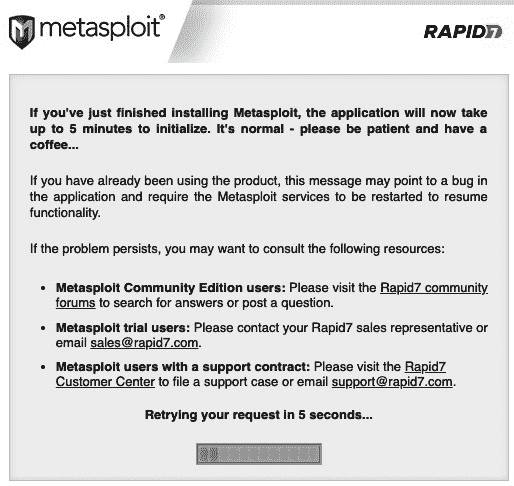 metasploit®
RAPID7
If you've just finished installing Metasploit, the application will now take
up to 5 minutes to initialize. It's normal - please be patient and have a
coffee...
If you have already been using the product, this message may point to a bug in
the application and require the Metasploit services to be restarted to resume
functionality.
If the problem persists, you may want to consult the following resources:
• Metasploit Community Edition users: Please visit the Rapid7 community
forums to search for answers or post a question.
• Metasploit trial users: Please contact your Rapid7 sales representative or
email sales@rapid7.com.
• Metasploit users with a support contract: Please visit the Rapid7
Customer Center to file a support case or email support@rapid7.com.
Retrying your request in 5 seconds...